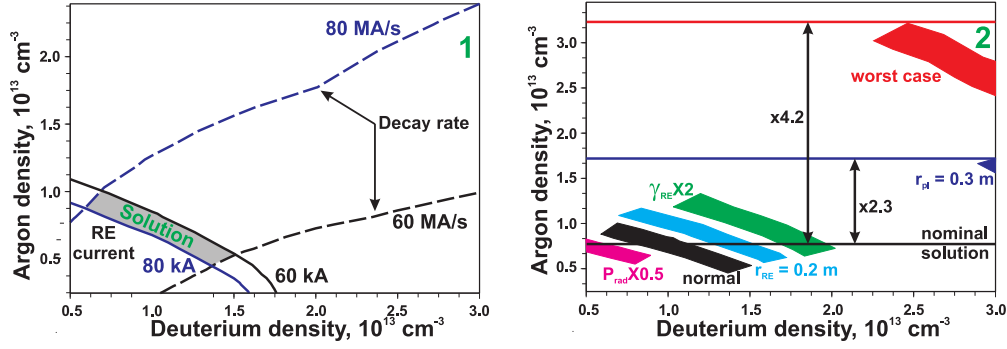 1
Argon density, 10¹³ cm⁻³
2.0
1.5
1.0
0.5
80 MA/s
Decay rate
60 MA/s
Solution
RE
current
80 kA
60 kA
0.5
1.0
1.5
2.0
2.5
3.0
Deuterium density, 10¹³ cm⁻³
2
Argon density, 10¹³ cm⁻³
3.0
2.5
2.0
1.5
1.0
0.5
worst case
x4.2
r_pl = 0.3 m
x2.3
γ_RE X2
nominal
solution
P_rad X0.5
normal
r_RE = 0.2 m
0.5
1.0
1.5
2.0
2.5
3.0
Deuterium density, 10¹³ cm⁻³